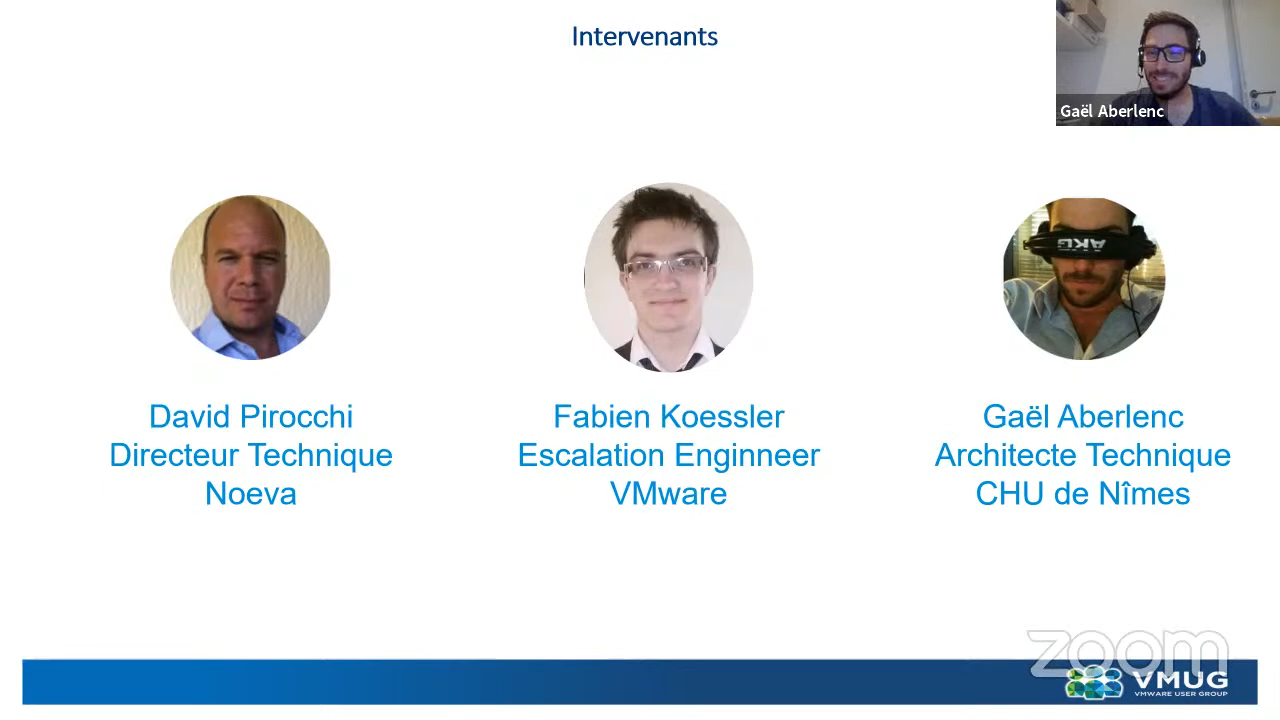 Intervenants
Gaël Aberlenc
AKG
David Pirocchi
Directeur Technique
Noeva
Fabien Koessler
Escalation Enginneer
VMware
Gaël Aberlenc
Architecte Technique
CHU de Nîmes
zoom
VMUG
VMWARE USER GROUP